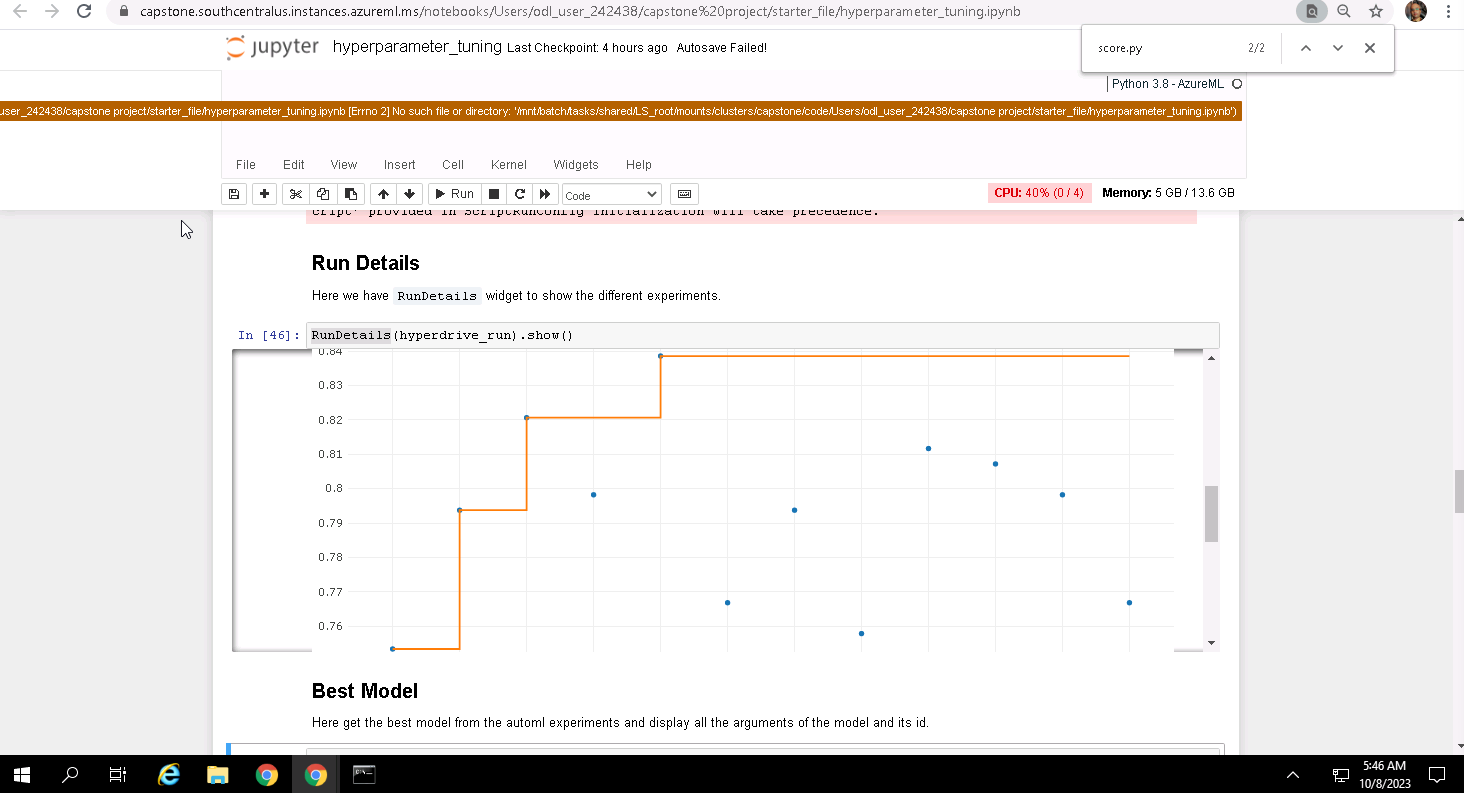 capstone.southcentralus.instances.azureml.ms/notebooks/Users/odl_user_242438/capstone%20project/starter_file/hyperparameter_tuning.ipynb
score.py 2/2
jupyter hyperparameter_tuning Last Checkpoint: 4 hours ago Autosave Failed!
Python 3.8 - AzureML
user_242438/capstone project/starter_file/hyperparameter_tuning.ipynb [Errno 2] No such file or directory: '/mnt/batch/tasks/shared/LS_root/mounts/clusters/capstone/code/Users/odl_user_242438/capstone project/starter_file/hyperparameter_tuning.ipynb')
File Edit View Insert Cell Kernel Widgets Help
Run Code CPU: 40% (0 / 4) Memory: 5 GB / 13.6 GB
cript' provided in ScriptRunConfig initialization will take precedence.
Run Details
Here we have RunDetails widget to show the different experiments.
In [46]: RunDetails(hyperdrive_run).show()
0.84
0.83
0.82
0.81
0.8
0.79
0.78
0.77
0.76
Best Model
Here get the best model from the automl experiments and display all the arguments of the model and its id.
5:46 AM
10/8/2023